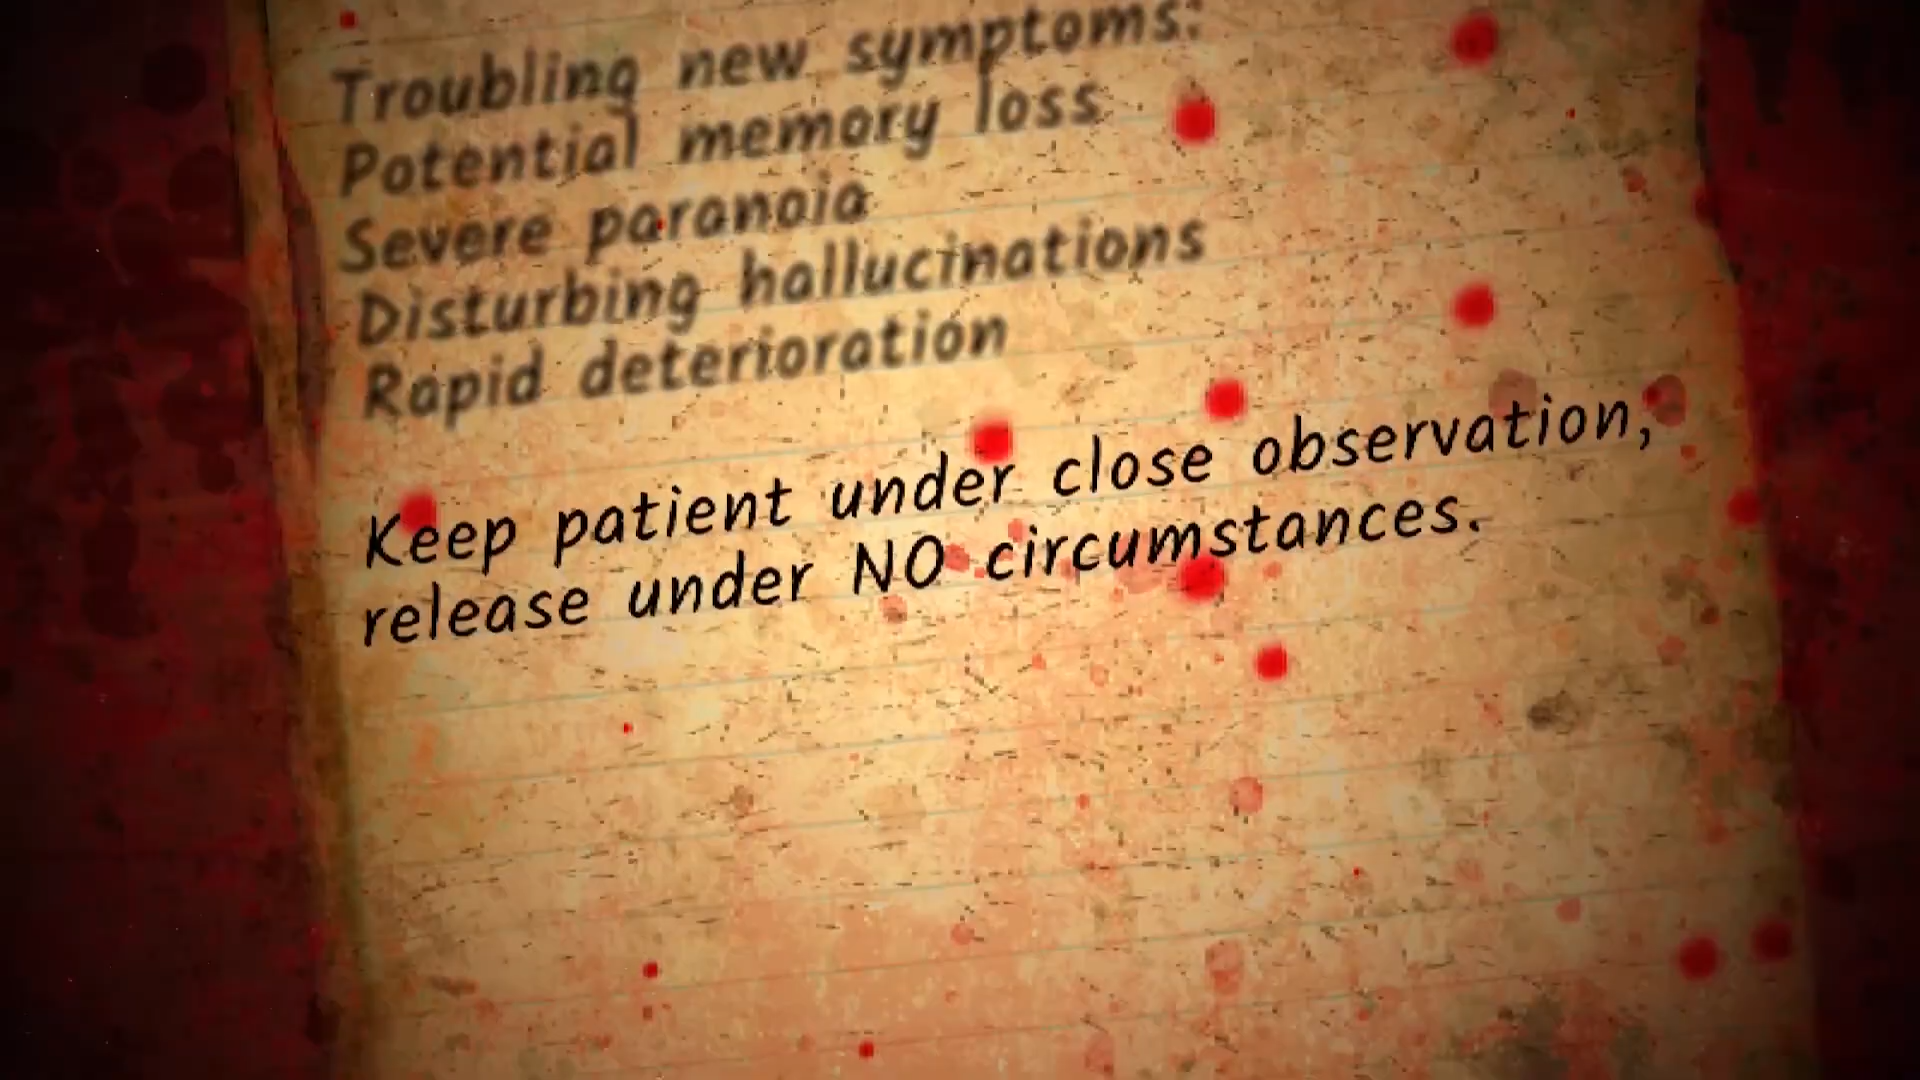 Troubling new symptoms:
Potential memory loss
Severe paranoia
Disturbing hallucinations
Rapid deterioration
Keep patient under close observation,
release under NO circumstances.